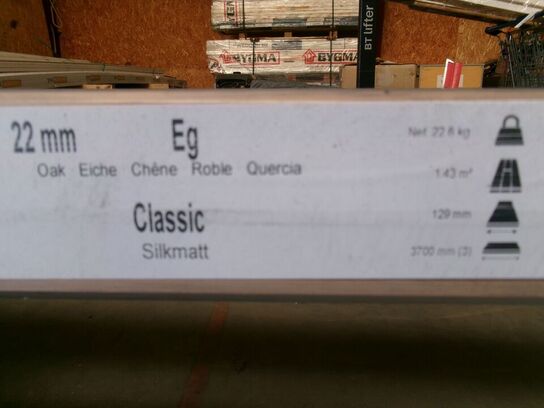 BT lifter
BYGMA BYGMA
22 mm Eg
Oak Eiche Chêne Roble Quercia
Classic
Silkmatt
Net: 22.6 kg
1.43 m²
129 mm
3700 mm (3)